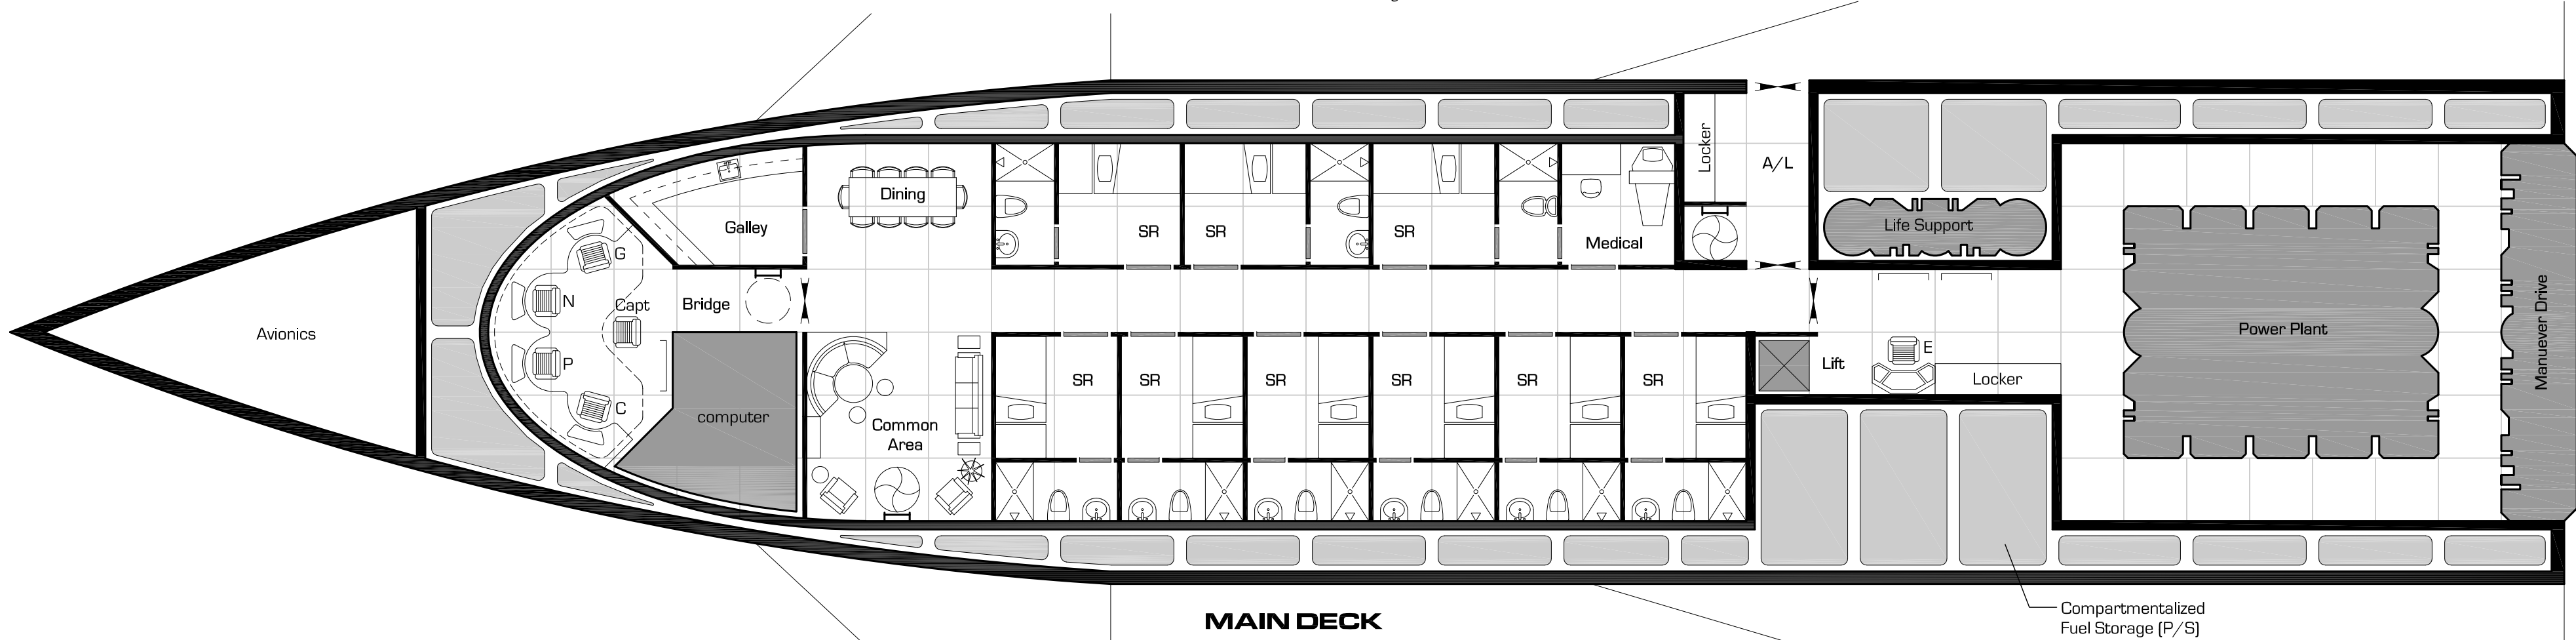 Locker
A/L
Dining
Life Support
Galley
SR
SR
SR
Medical
G
N
Capt
Bridge
Avionics
Power Plant
Manuever Drive
P
E
Lift
Locker
C
computer
Common
Area
SR
SR
SR
SR
SR
SR
MAIN DECK
Compartmentalized
Fuel Storage (P/S)